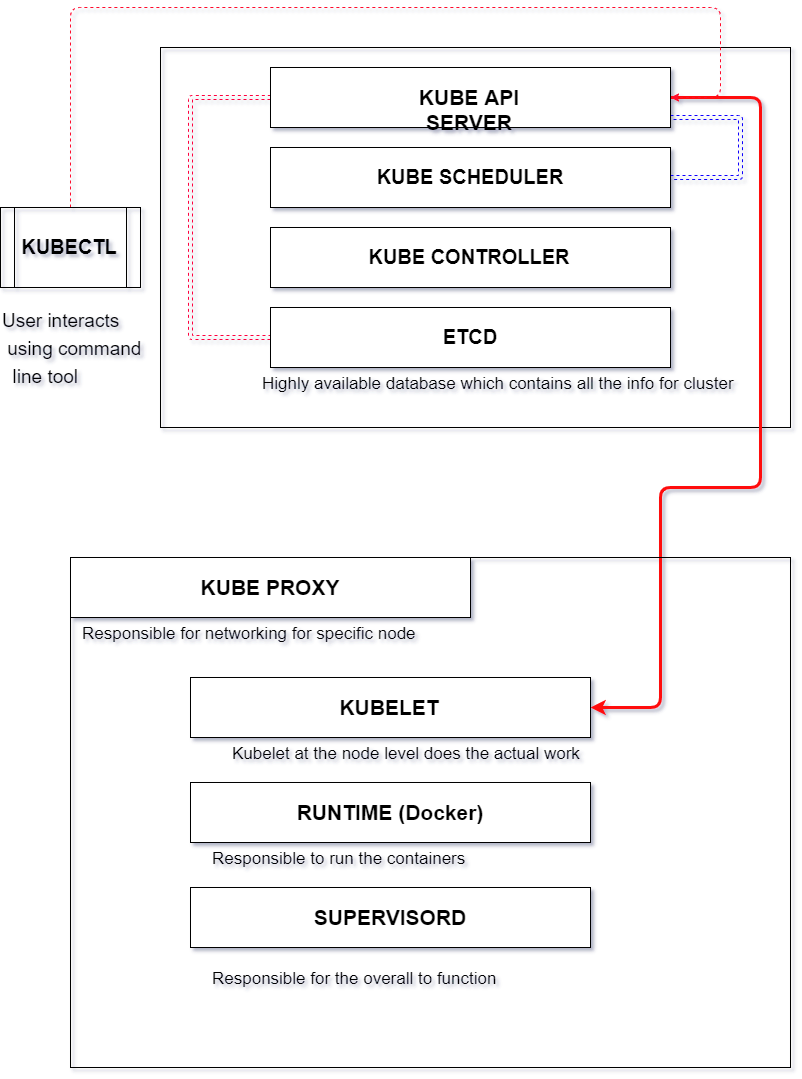 KUBE API
SERVER
KUBE SCHEDULER
KUBECTL
KUBE CONTROLLER
User interacts
using command
line tool
ETCD
Highly available database which contains all the info for cluster
KUBE PROXY
Responsible for networking for specific node
KUBELET
Kubelet at the node level does the actual work
RUNTIME (Docker)
Responsible to run the containers
SUPERVISORD
Responsible for the overall to function